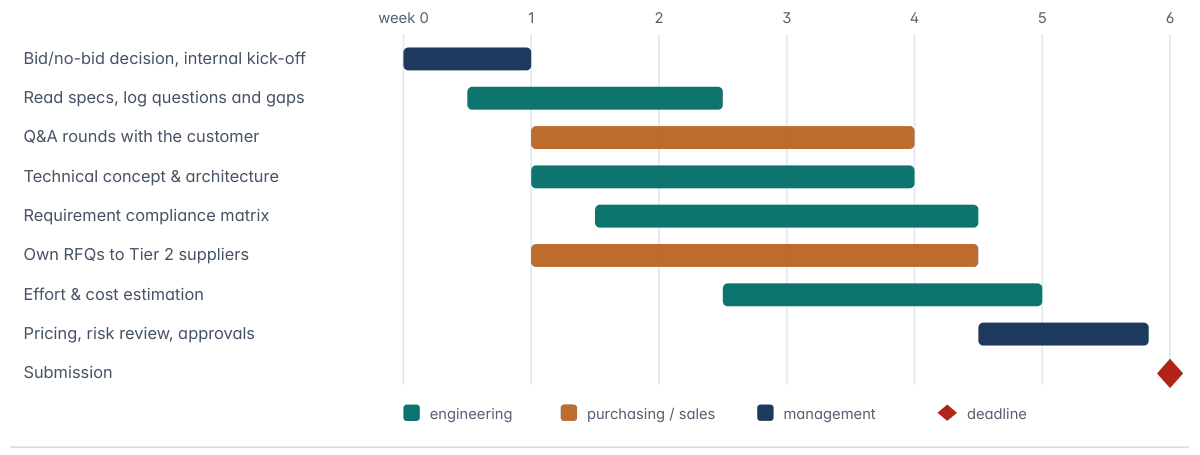 week 0 1 2 3 4 5 6
Bid/no-bid decision, internal kick-off
Read specs, log questions and gaps
Q&A rounds with the customer
Technical concept & architecture
Requirement compliance matrix
Own RFQs to Tier 2 suppliers
Effort & cost estimation
Pricing, risk review, approvals
Submission
engineering purchasing / sales management deadline